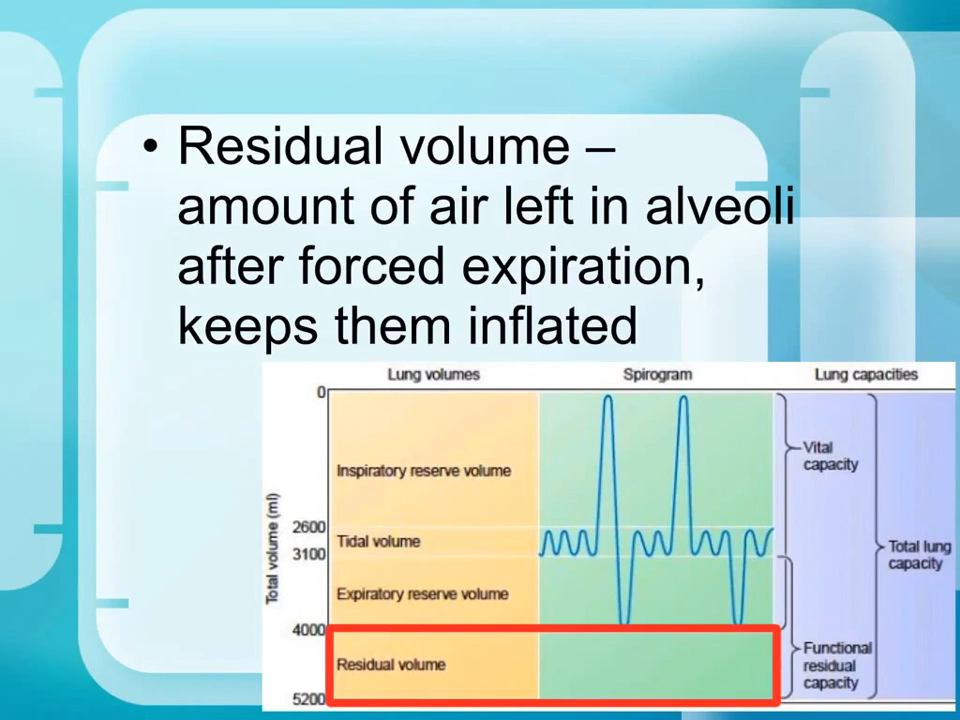 • Residual volume –
amount of air left in alveoli
after forced expiration,
keeps them inflated
Lung volumes
Spirogram
Lung capacities
Total volume (ml)
0
2600
3100
4000
5200
Inspiratory reserve volume
Tidal volume
Expiratory reserve volume
Residual volume
Vital
capacity
Functional
residual
capacity
Total lung
capacity